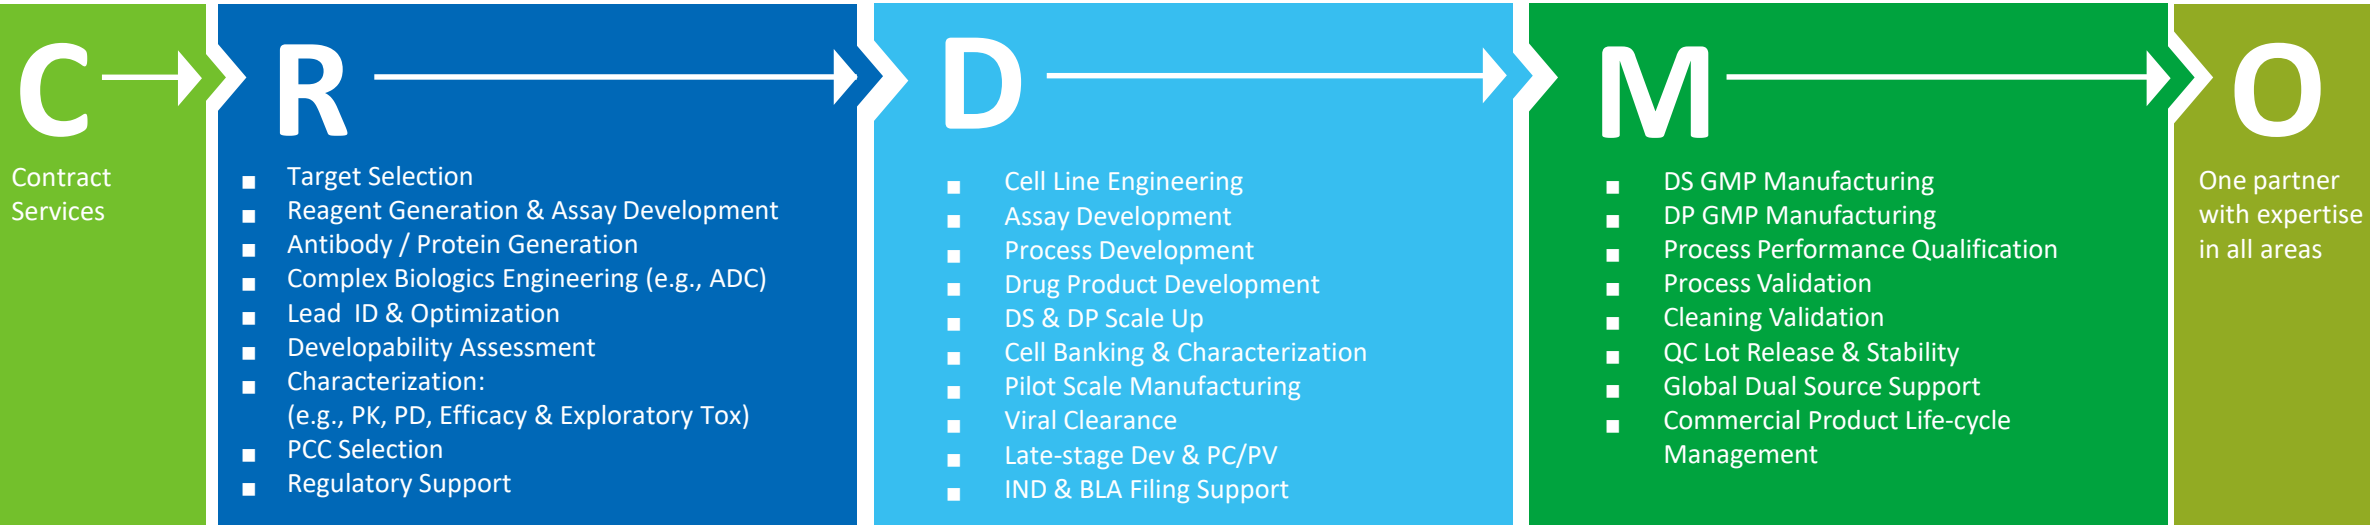 C
Contract
Services
R
■ Target Selection
■ Reagent Generation & Assay Development
■ Antibody / Protein Generation
■ Complex Biologics Engineering (e.g., ADC)
■ Lead ID & Optimization
■ Developability Assessment
■ Characterization:
(e.g., PK, PD, Efficacy & Exploratory Tox)
■ PCC Selection
■ Regulatory Support
D
■ Cell Line Engineering
■ Assay Development
■ Process Development
■ Drug Product Development
■ DS & DP Scale Up
■ Cell Banking & Characterization
■ Pilot Scale Manufacturing
■ Viral Clearance
■ Late-stage Dev & PC/PV
■ IND & BLA Filing Support
M
■ DS GMP Manufacturing
■ DP GMP Manufacturing
■ Process Performance Qualification
■ Process Validation
■ Cleaning Validation
■ QC Lot Release & Stability
■ Global Dual Source Support
■ Commercial Product Life-cycle
Management
O
One partner
with expertise
in all areas